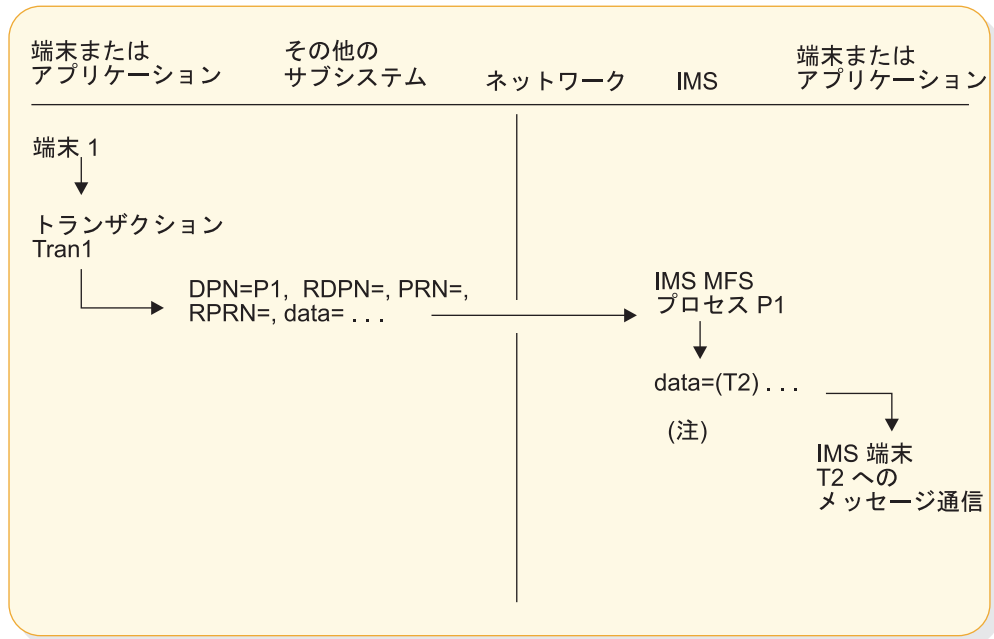 端末または
アプリケーション
その他の
サブシステム
ネットワーク
IMS
端末または
アプリケーション
端末 1
トランザクション
Tran1
DPN=P1, RDPN=, PRN=,
RPRN=, data= . . .
IMS MFS
プロセス P1
data=(T2) . . .
(注)
IMS 端末
T2 への
メッセージ通信